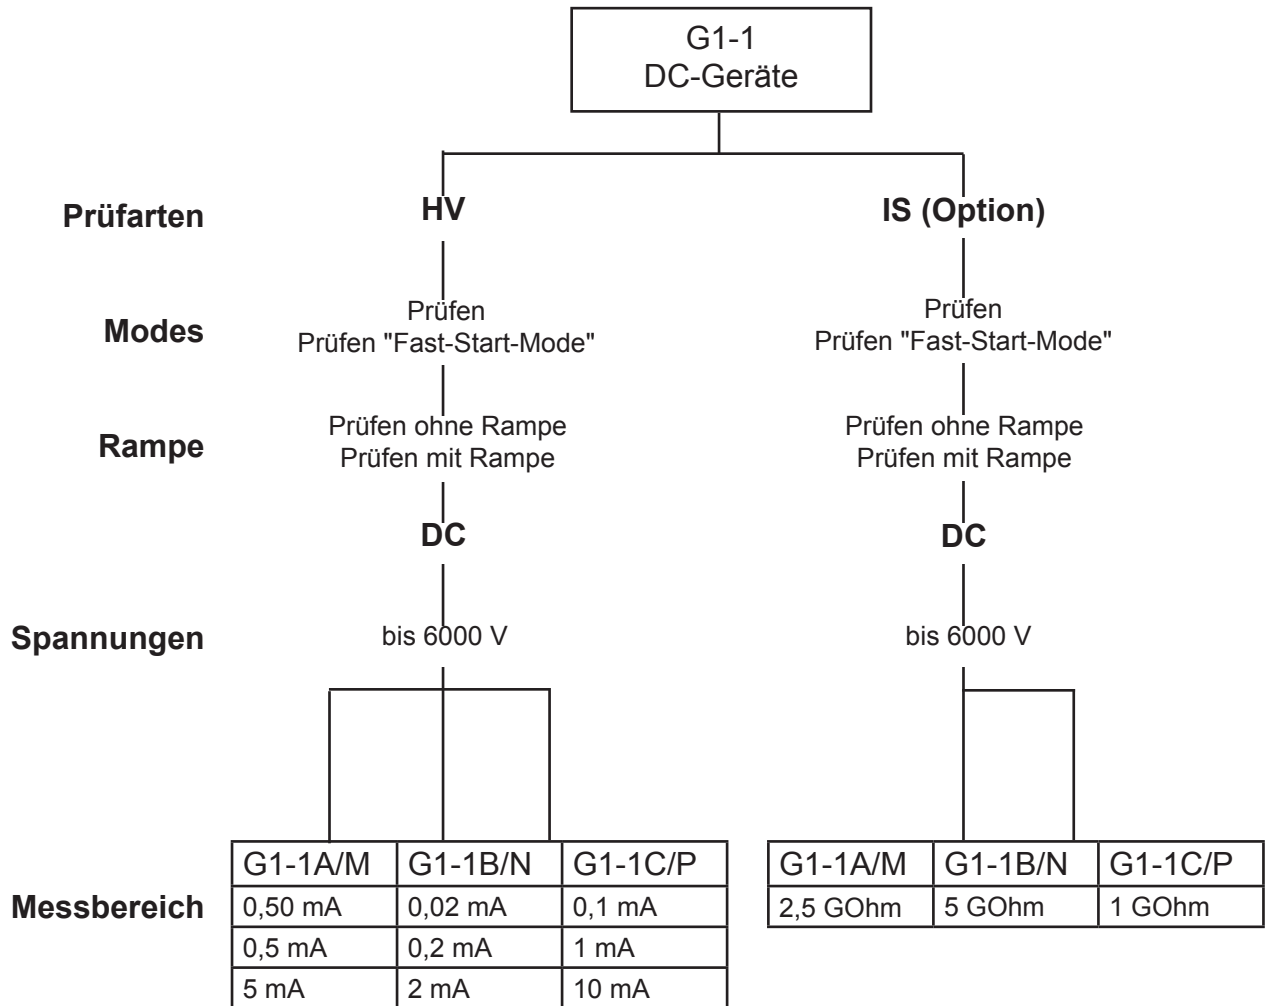 G1-1
DC-Geräte
Prüfarten HV IS (Option)
Modes
Prüfen
Prüfen "Fast-Start-Mode"
Prüfen
Prüfen "Fast-Start-Mode"
Rampe
Prüfen ohne Rampe
Prüfen mit Rampe
Prüfen ohne Rampe
Prüfen mit Rampe
DC DC
Spannungen bis 6000 V bis 6000 V
Messbereich
G1-1A/M G1-1B/N G1-1C/P
0,50 mA 0,02 mA 0,1 mA
0,5 mA 0,2 mA 1 mA
5 mA 2 mA 10 mA
G1-1A/M G1-1B/N G1-1C/P
2,5 GOhm 5 GOhm 1 GOhm